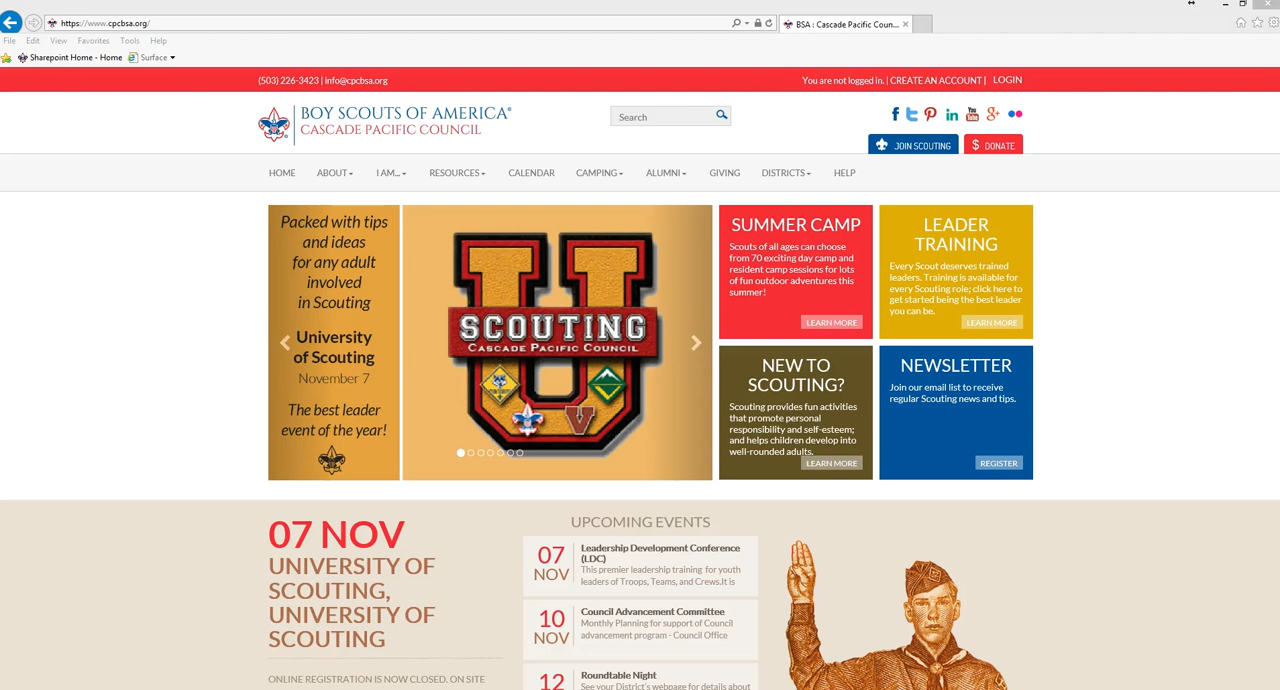 https://www.cpcbsa.org/
BSA : Cascade Pacific Coun...
File Edit View Favorites Tools Help
Sharepoint Home - Home Surface
(503) 226-3423 | info@cpcbsa.org
You are not logged in. | CREATE AN ACCOUNT | LOGIN
BOY SCOUTS OF AMERICA®
CASCADE PACIFIC COUNCIL
Search
f
in
You Tube
g+
JOIN SCOUTING
$ DONATE
HOME ABOUT I AM... RESOURCES CALENDAR CAMPING ALUMNI GIVING DISTRICTS HELP
Packed with tips
and ideas
for any adult
involved
in Scouting
University
of Scouting
November 7
The best leader
event of the year!
U
SCOUTING
CASCADE PACIFIC COUNCIL
V
SUMMER CAMP
Scouts of all ages can choose
from 70 exciting day camp and
resident camp sessions for lots
of fun outdoor adventures this
summer!
LEARN MORE
LEADER
TRAINING
Every Scout deserves trained
leaders. Training is available for
every Scouting role; click here to
get started being the best leader
you can be.
LEARN MORE
NEW TO
SCOUTING?
Scouting provides fun activities
that promote personal
responsibility and self-esteem;
and helps children develop into
well-rounded adults.
LEARN MORE
NEWSLETTER
Join our email list to receive
regular Scouting news and tips.
REGISTER
07 NOV
UNIVERSITY OF
SCOUTING,
UNIVERSITY OF
SCOUTING
ONLINE REGISTRATION IS NOW CLOSED. ON SITE
UPCOMING EVENTS
07
NOV
Leadership Development Conference
(LDC)
This premier leadership training for youth
leaders of Troops, Teams, and Crews.It is
10
NOV
Council Advancement Committee
Monthly Planning for support of Council
advancement program - Council Office
12
Roundtable Night
See your District's webpage for details about